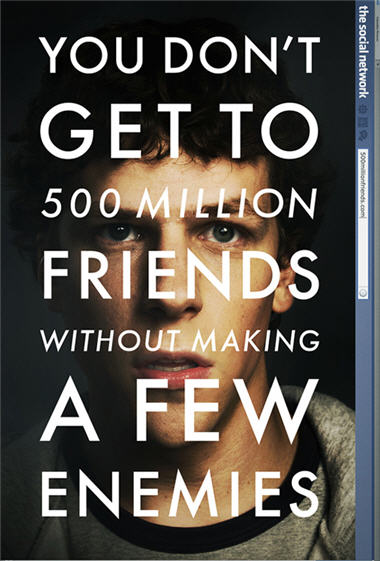 YOU DON'T
GET TO
500 MILLION
FRIENDS
WITHOUT MAKING
A FEW
ENEMIES
the social network
500millionfriends.com